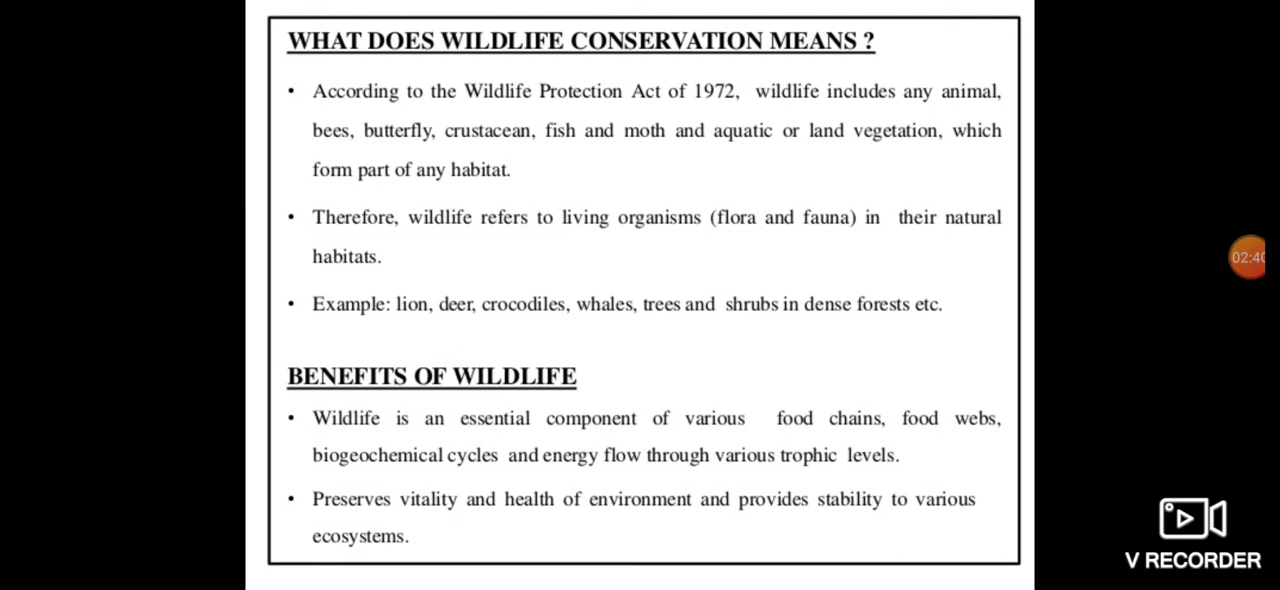 WHAT DOES WILDLIFE CONSERVATION MEANS ?
• According to the Wildlife Protection Act of 1972, wildlife includes any animal,
bees, butterfly, crustacean, fish and moth and aquatic or land vegetation, which
form part of any habitat.
• Therefore, wildlife refers to living organisms (flora and fauna) in their natural
habitats.
• Example: lion, deer, crocodiles, whales, trees and shrubs in dense forests etc.
BENEFITS OF WILDLIFE
• Wildlife is an essential component of various food chains, food webs,
biogeochemical cycles and energy flow through various trophic levels.
• Preserves vitality and health of environment and provides stability to various
ecosystems.
02:40
V RECORDER